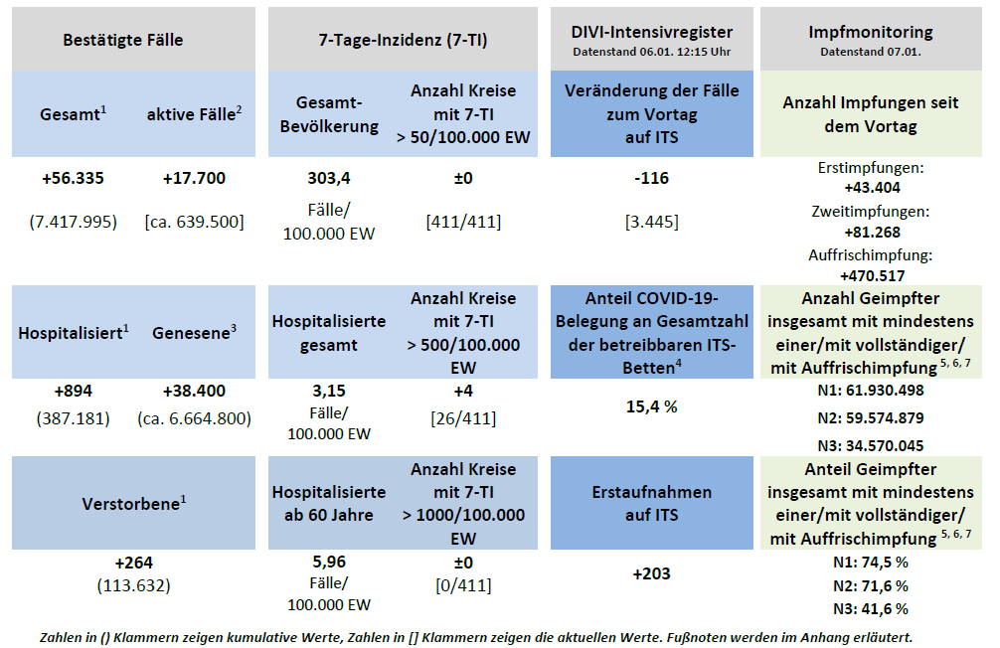 Bestätigte Fälle
7-Tage-Inzidenz (7-TI)
DIVI-Intensivregister
Datenstand 06.01. 12:15 Uhr
Impfmonitoring
Datenstand 07.01.
Gesamt¹
aktive Fälle²
Gesamt-
Bevölkerung
Anzahl Kreise
mit 7-TI
> 50/100.000 EW
Veränderung der Fälle
zum Vortag
auf ITS
Anzahl Impfungen seit
dem Vortag
+56.335
(7.417.995)
+17.700
[ca. 639.500]
303,4
Fälle/
100.000 EW
±0
[411/411]
-116
[3.445]
Erstimpfungen:
+43.404
Zweitimpfungen:
+81.268
Auffrischimpfung:
+470.517
Hospitalisiert¹
Genesene³
Hospitalisierte
gesamt
Anzahl Kreise
mit 7-TI
> 500/100.000
EW
Anteil COVID-19-
Belegung an Gesamtzahl
der betreibbaren ITS-
Betten⁴
Anzahl Geimpfter
insgesamt mit mindestens
einer/mit vollständiger/
mit Auffrischimpfung ⁵, ⁶, ⁷
+894
(387.181)
+38.400
(ca. 6.664.800)
3,15
Fälle/
100.000 EW
+4
[26/411]
15,4 %
N1: 61.930.498
N2: 59.574.879
N3: 34.570.045
Verstorbene¹
Hospitalisierte
ab 60 Jahre
Anzahl Kreise
mit 7-TI
> 1000/100.000
EW
Erstaufnahmen
auf ITS
Anteil Geimpfter
insgesamt mit mindestens
einer/mit vollständiger/
mit Auffrischimpfung ⁵, ⁶, ⁷
+264
(113.632)
5,96
Fälle/
100.000 EW
±0
[0/411]
+203
N1: 74,5 %
N2: 71,6 %
N3: 41,6 %
Zahlen in () Klammern zeigen kumulative Werte, Zahlen in [] Klammern zeigen die aktuellen Werte. Fußnoten werden im Anhang erläutert.